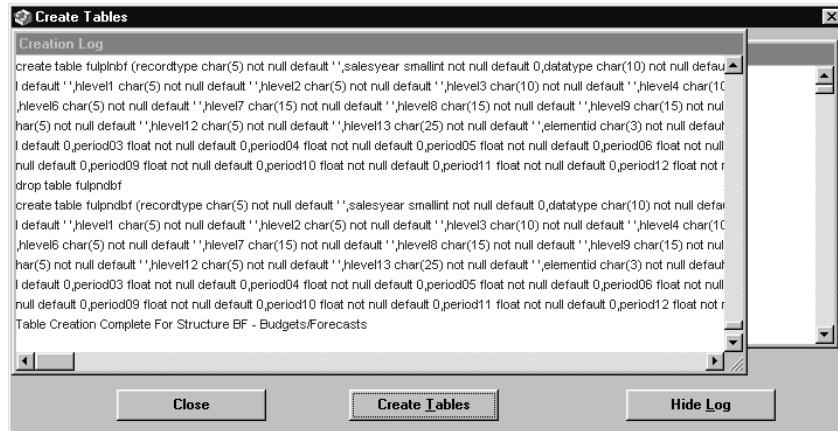 Create Tables
Creation Log
create table fulplnbf (recordtype char(5) not null default ' ',salesyear smallint not null default 0,datatype char(10) not null defau
l default ' ',hlevel1 char(5) not null default ' ',hlevel2 char(5) not null default ' ',hlevel3 char(10) not null default ' ',hlevel4 char(10
,hlevel6 char(5) not null default ' ',hlevel7 char(15) not null default ' ',hlevel8 char(15) not null default ' ',hlevel9 char(15) not nul
har(5) not null default ' ',hlevel12 char(5) not null default ' ',hlevel13 char(25) not null default ' ',elementid char(3) not null defaul
l default 0,period03 float not null default 0,period04 float not null default 0,period05 float not null default 0,period06 float not null
null default 0,period09 float not null default 0,period10 float not null default 0,period11 float not null default 0,period12 float not r
drop table fulpndbf
create table fulpndbf (recordtype char(5) not null default ' ',salesyear smallint not null default 0,datatype char(10) not null defau
l default ' ',hlevel1 char(5) not null default ' ',hlevel2 char(5) not null default ' ',hlevel3 char(10) not null default ' ',hlevel4 char(10
,hlevel6 char(5) not null default ' ',hlevel7 char(15) not null default ' ',hlevel8 char(15) not null default ' ',hlevel9 char(15) not nul
har(5) not null default ' ',hlevel12 char(5) not null default ' ',hlevel13 char(25) not null default ' ',elementid char(3) not null defaul
l default 0,period03 float not null default 0,period04 float not null default 0,period05 float not null default 0,period06 float not null
null default 0,period09 float not null default 0,period10 float not null default 0,period11 float not null default 0,period12 float not r
Table Creation Complete For Structure BF - Budgets/Forecasts
Close
Create Tables
Hide Log